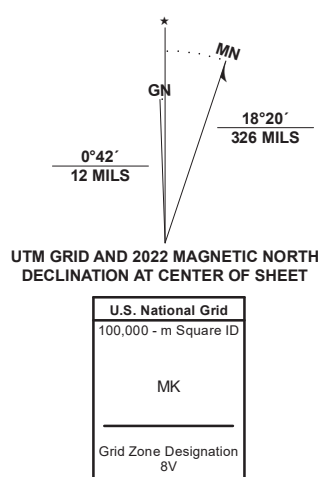 ★
MN
GN
18°20´
326 MILS
0°42´
12 MILS
UTM GRID AND 2022 MAGNETIC NORTH
DECLINATION AT CENTER OF SHEET
U.S. National Grid
100,000 - m Square ID
MK
Grid Zone Designation
8V